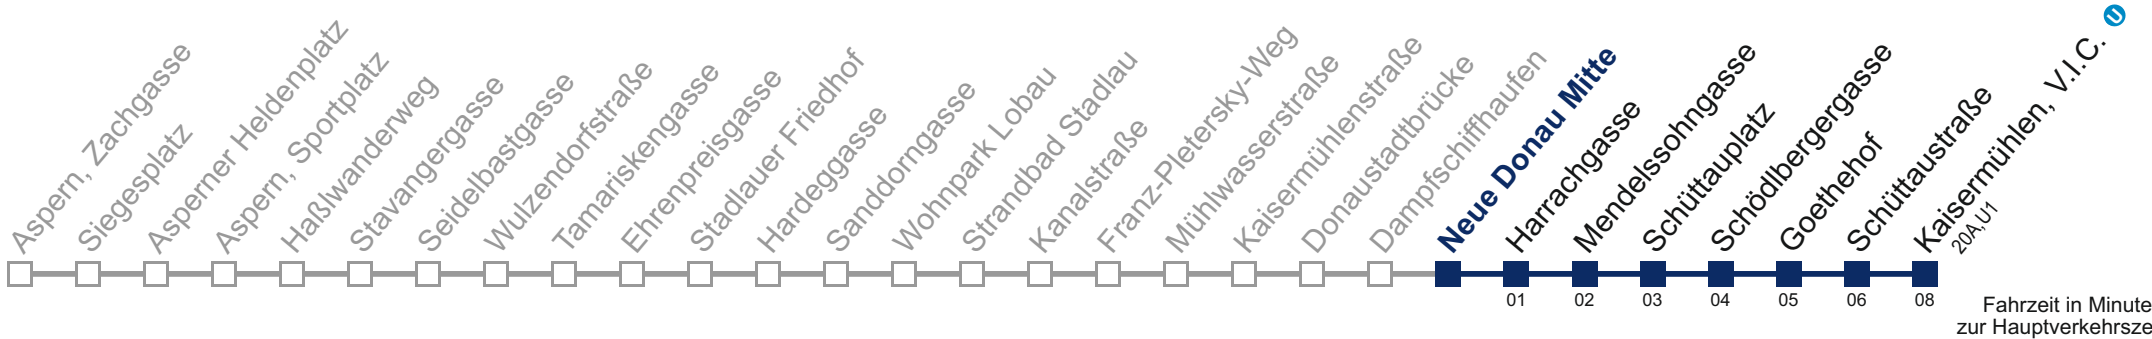 Aspern, Zachgasse
Siegesplatz
Asperner Heldenplatz
Aspern, Sportplatz
Haßlwanderweg
Stavangergasse
Seidelbastgasse
Wulzendorfstraße
Tamariskengasse
Ehrenpreisgasse
Stadlauer Friedhof
Hardeggasse
Sanddorngasse
Wohnpark Lobau
Strandbad Stadlau
Kanalstraße
Franz-Pletersky-Weg
Mühlwasserstraße
Kaisermühlenstraße
Donaustadtbrücke
Dampfschiffhaufen
Neue Donau Mitte
Harrachgasse
Mendelssohngasse
Schüttauplatz
Schödlbergergasse
Goethehof
Schüttaustraße
Kaisermühlen, V.I.C. U
20A,U1
01 02 03 04 05 06 08
Fahrzeit in Minute
zur Hauptverkehrsze